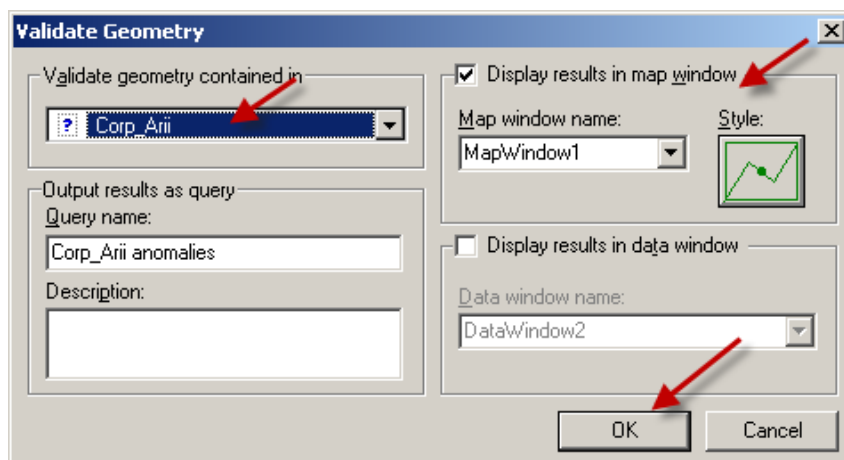 Validate Geometry
Validate geometry contained in
? Corp_Arii
Output results as query
Query name:
Corp_Arii anomalies
Description:
Display results in map window
Map window name:
Style:
MapWindow1
Display results in data window
Data window name:
DataWindow2
OK
Cancel